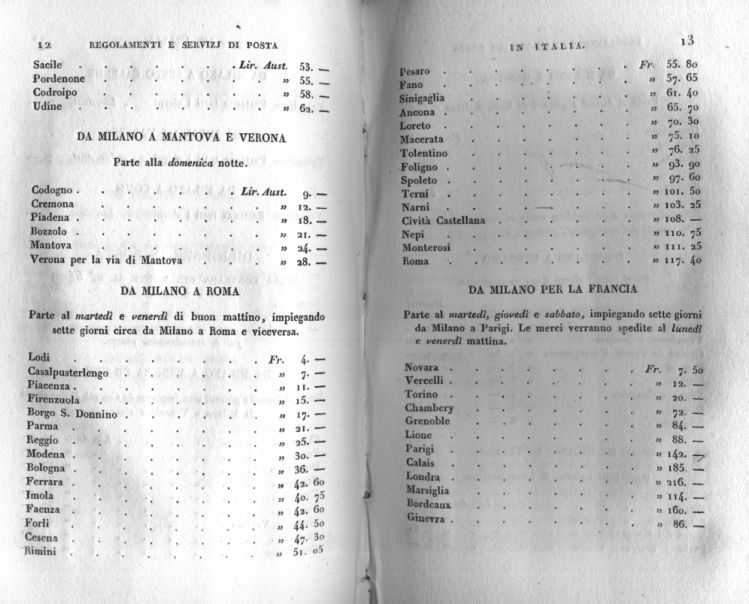 12 REGOLAMENTI E SERVIZJ DI POSTA
Sacile . . . . . . Lir. Aust. 53. —
Pordenone . . . . . . . » 55. —
Codroipo . . . . . . . » 58. —
Udine . . . . . . . » 62. —
DA MILANO A MANTOVA E VERONA
Parte alla domenica notte.
Codogno . . . . . . Lir. Aust. 9. —
Cremona . . . . . . . » 12. —
Piadena . . . . . . . » 18. —
Bozzolo . . . . . . . » 21. —
Mantova . . . . . . . » 24. —
Verona per la via di Mantova . . . . » 28. —
DA MILANO A ROMA
Parte al martedì e venerdì di buon mattino, impiegando
sette giorni circa da Milano a Roma e viceversa.
Lodi . . . . . . . Fr. 4. —
Casalpusterlengo . . . . . . » 7. —
Piacenza . . . . . . . » 11. —
Firenzuola . . . . . . . » 15. —
Borgo S. Donnino . . . . . . » 17. —
Parma . . . . . . . » 21. —
Reggio . . . . . . . » 25. —
Modena . . . . . . . » 30. —
Bologna . . . . . . . » 36. —
Ferrara . . . . . . . » 42. 60
Imola . . . . . . . » 40. 75
Faenza . . . . . . . » 42. 60
Forlì . . . . . . . » 44. 50
Cesena . . . . . . . » 47. 30
Rimini . . . . . . . » 51. 05
IN ITALIA. 13
Pesaro . . . . . . . Fr. 55. 80
Fano . . . . . . . » 57. 65
Sinigaglia . . . . . . . » 61. 40
Ancona . . . . . . . » 65. 70
Loreto . . . . . . . » 70. 30
Macerata . . . . . . . » 75. 10
Tolentino . . . . . . . » 76. 25
Foligno . . . . . . . » 93. 90
Spoleto . . . . . . . » 97. 60
Terni . . . . . . . » 101. 50
Narni . . . . . . . » 103. 25
Cività Castellana . . . . . . » 108. —
Nepi . . . . . . . » 110. 75
Monterosi . . . . . . . » 111. 25
Roma . . . . . . . » 117. 40
DA MILANO PER LA FRANCIA
Parte al martedì, giovedì e sabbato, impiegando sette giorni
da Milano a Parigi. Le merci verranno spedite al lunedì
e venerdì mattina.
Novara . . . . . . . Fr. 7. 50
Vercelli . . . . . . . » 12. —
Torino . . . . . . . » 20. —
Chambery . . . . . . . » 72. —
Grenoble . . . . . . . » 84. —
Lione . . . . . . . » 88. —
Parigi . . . . . . . » 142. —
Calais . . . . . . . » 185. —
Londra . . . . . . . » 216. —
Marsiglia . . . . . . . » 114. —
Bordeaux . . . . . . . » 160. —
Ginevra . . . . . . . » 86. —